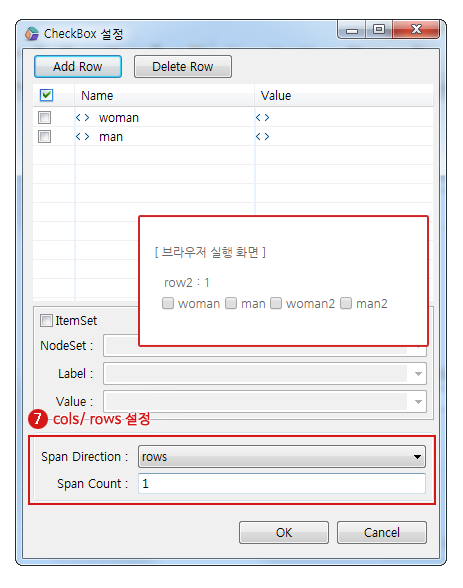 CheckBox 설정
Add Row Delete Row
Name Value
<> woman <>
<> man <>
[ 브라우저 실행 화면 ]
row2 : 1
woman man woman2 man2
ItemSet
NodeSet :
Label :
Value :
7 cols/ rows 설정
Span Direction : rows
Span Count : 1
OK Cancel